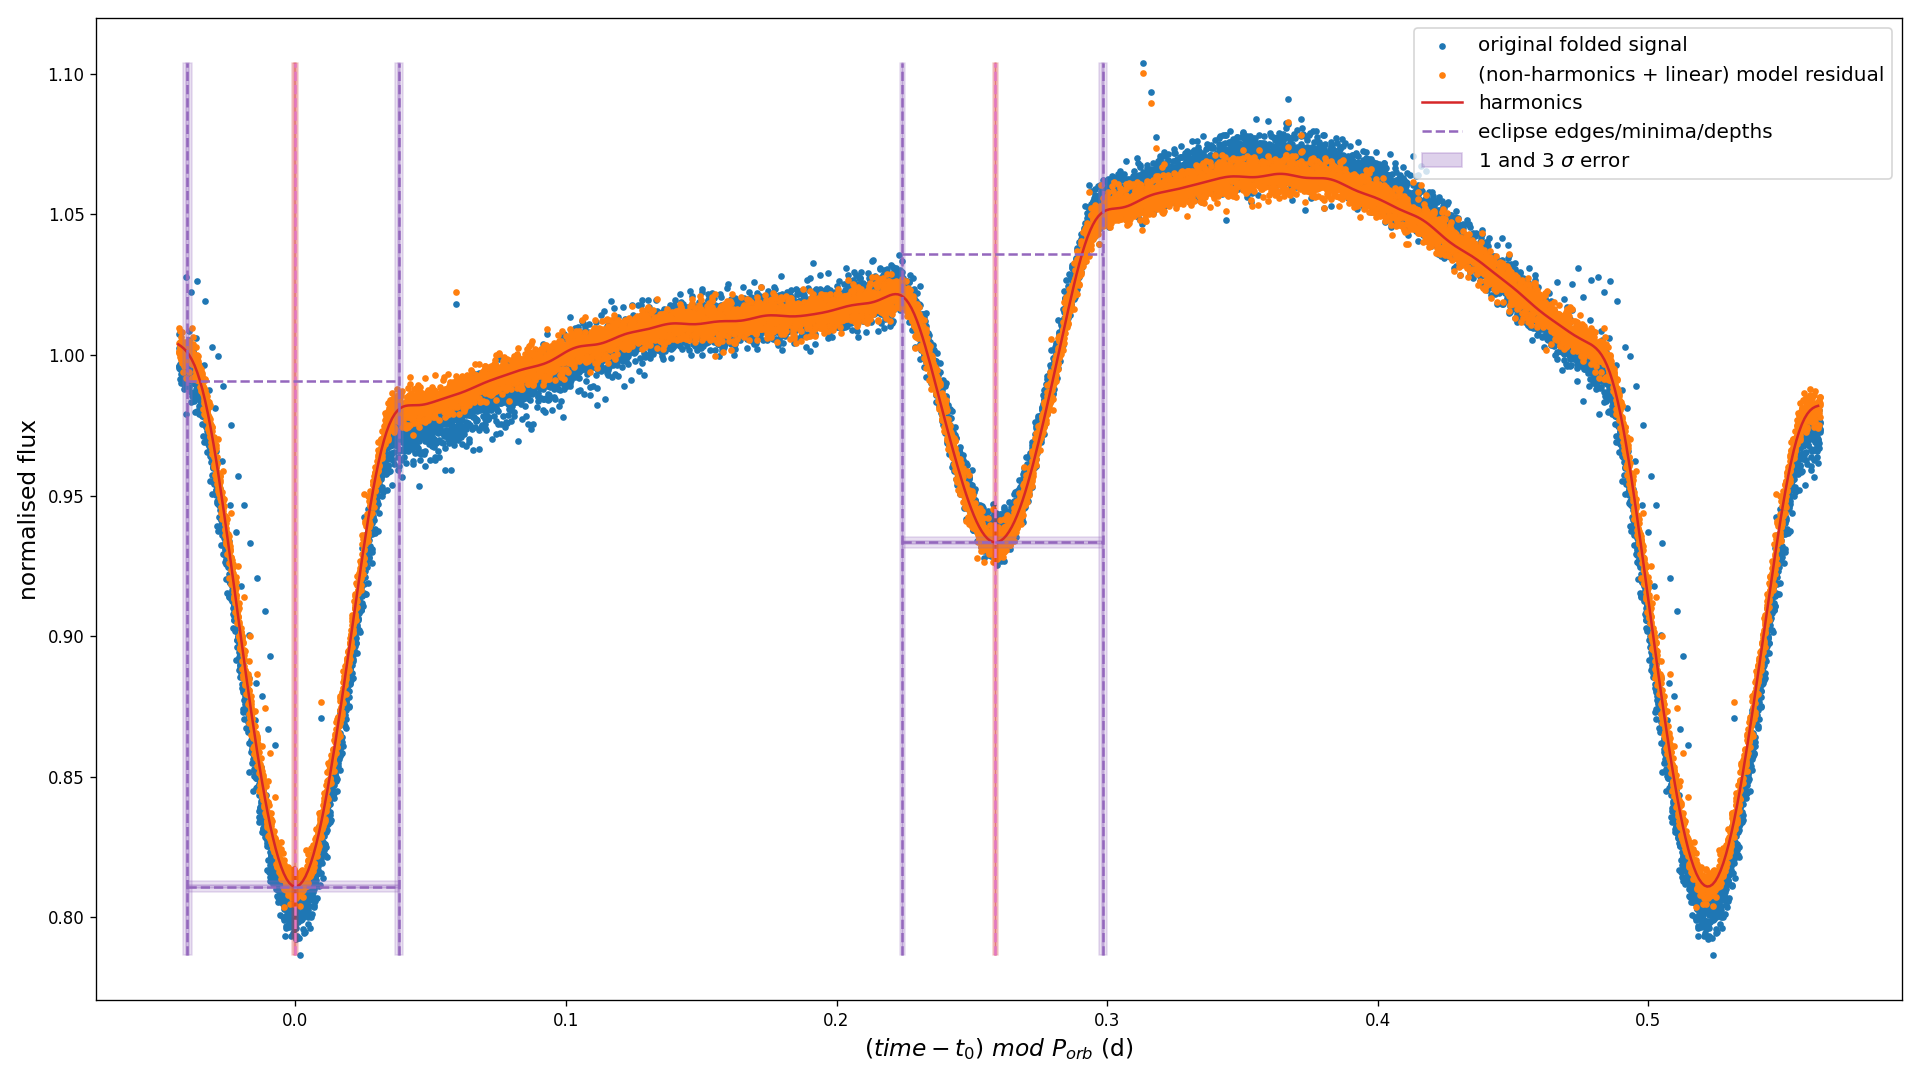 original folded signal
(non-harmonics + linear) model residual
harmonics
eclipse edges/minima/depths
1 and 3 σ error
normalised flux
1.10
1.05
1.00
0.95
0.90
0.85
0.80
0.0 0.1 0.2 0.3 0.4 0.5
(time − t₀) mod P_orb (d)